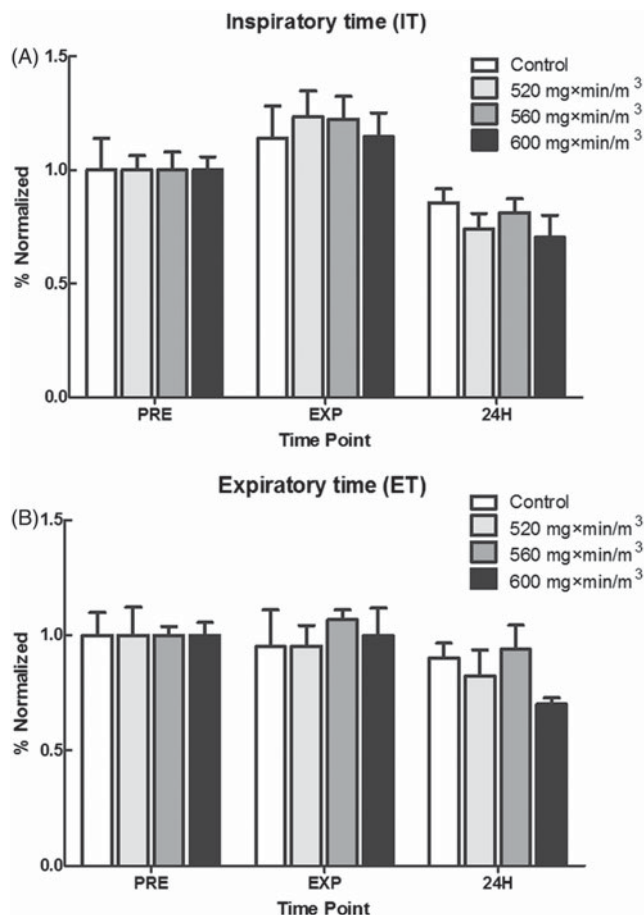 Inspiratory time (IT)
(A)
1.5
1.0
0.5
0.0
% Normalized
Control
520 mg×min/m³
560 mg×min/m³
600 mg×min/m³
PRE EXP 24H
Time Point
Expiratory time (ET)
(B)
1.5
1.0
0.5
0.0
% Normalized
Control
520 mg×min/m³
560 mg×min/m³
600 mg×min/m³
PRE EXP 24H
Time Point